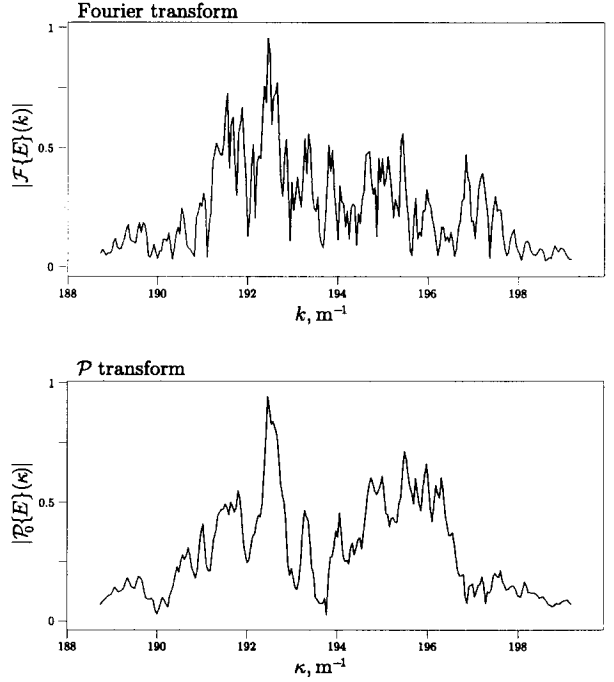 Fourier transform
1
0.5
0
|ℱ{E}(k)|
188 190 192 194 196 198
k, m⁻¹
𝒫 transform
1
0.5
0
|𝒫₀{E}(κ)|
188 190 192 194 196 198
κ, m⁻¹